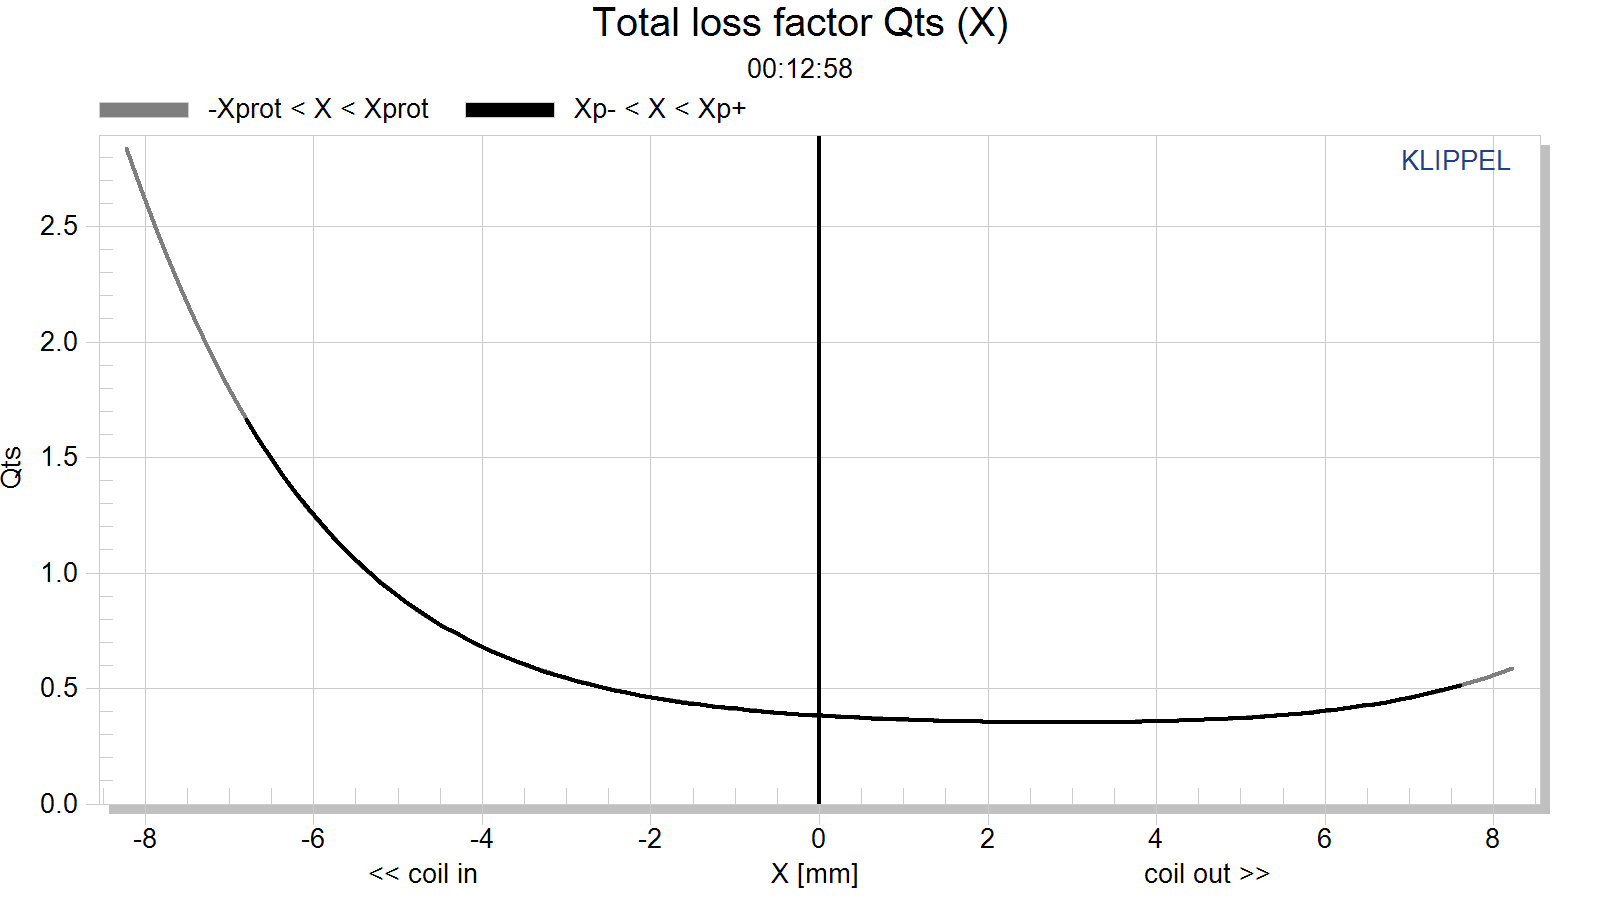 Total loss factor Qts (X)
00:12:58
-Xprot < X < Xprot Xp- < X < Xp+
KLIPPEL
2.5
2.0
1.5
1.0
0.5
0.0
Qts
-8 -6 -4 -2 0 2 4 6 8
<< coil in X [mm] coil out >>